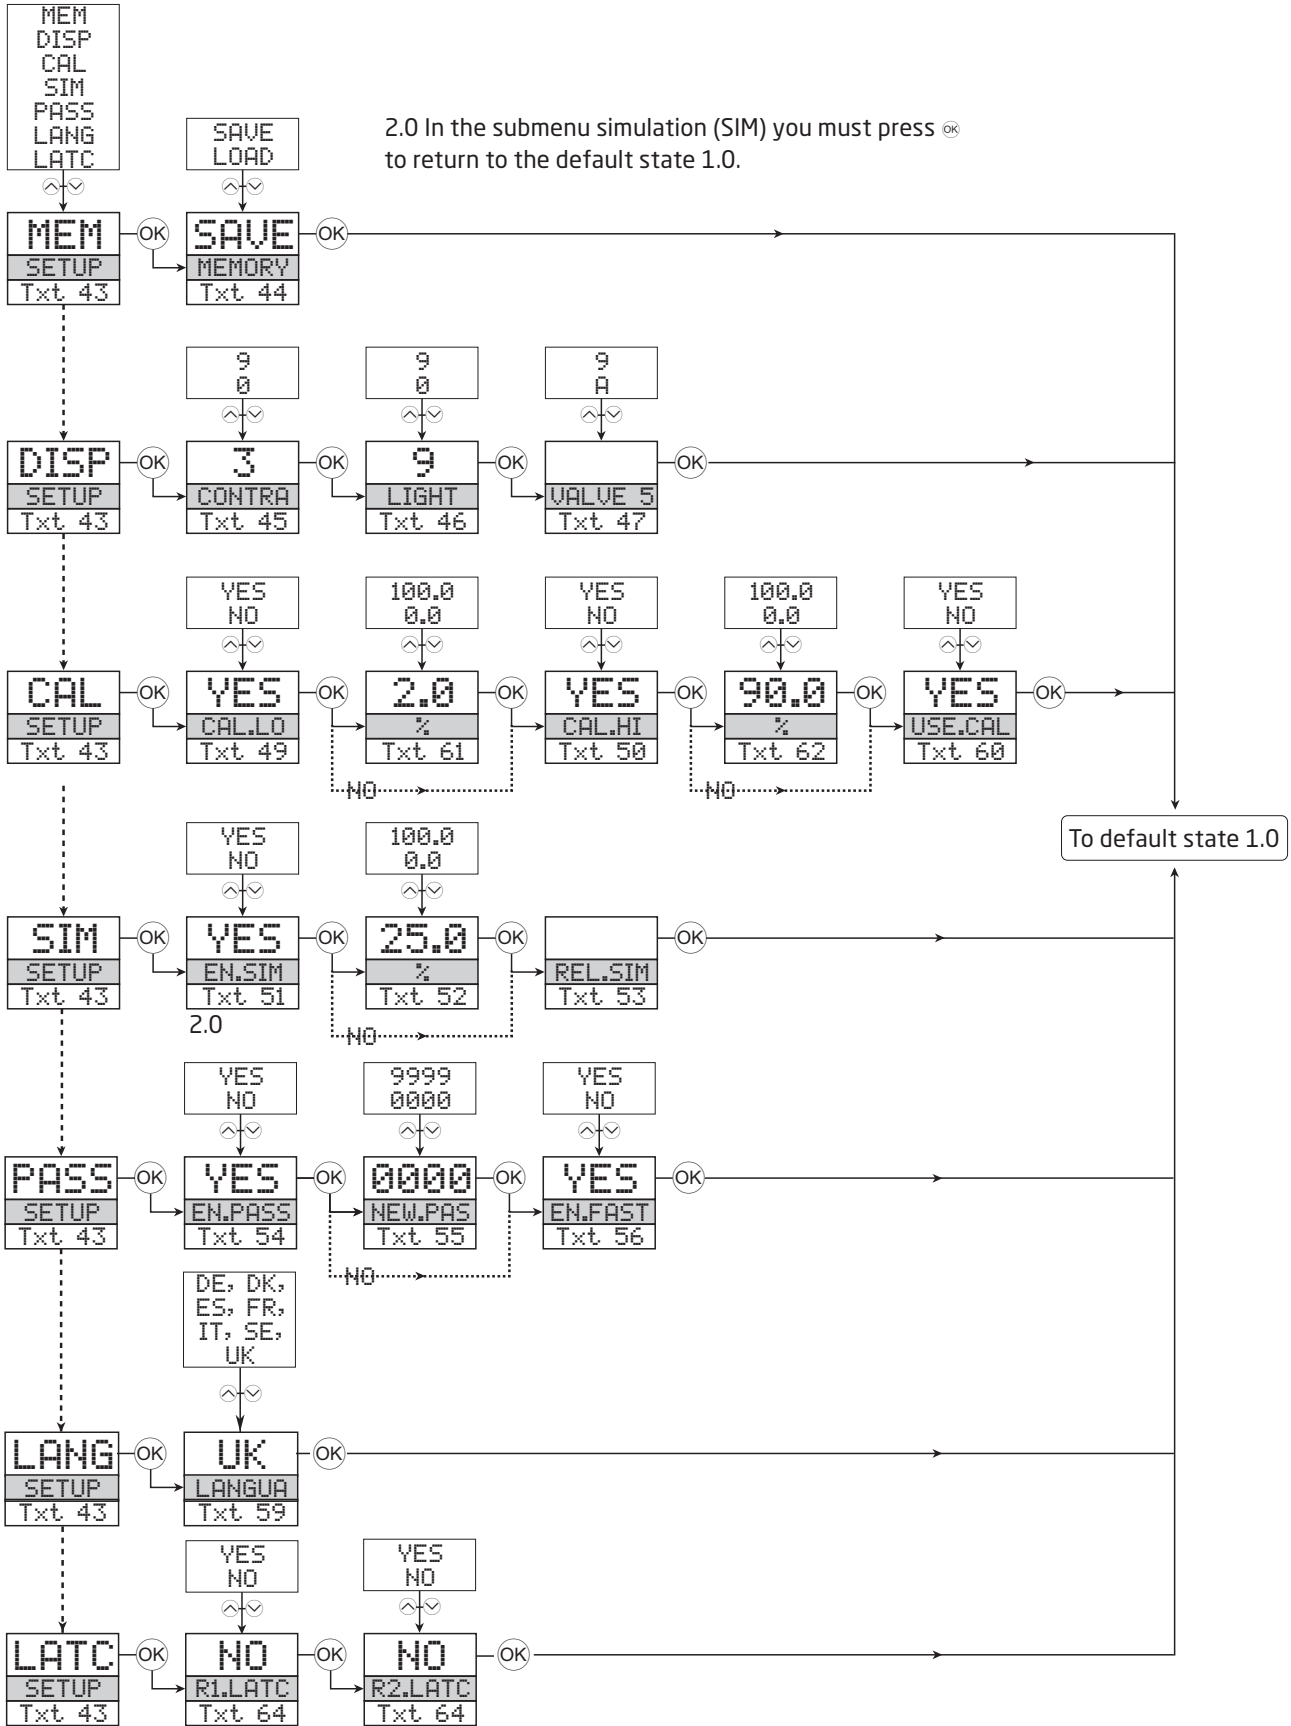 MEM
DISP
CAL
SIM
PASS
LANG
LATC
2.0 In the submenu simulation (SIM) you must press OK
to return to the default state 1.0.
SAVE
LOAD
MEM OK SAVE OK
SETUP MEMORY
Txt 43 Txt 44
9 9 9
0 0 A
DISP OK 3 OK 9 OK OK
SETUP CONTRA LIGHT VALVE 5
Txt 43 Txt 45 Txt 46 Txt 47
YES 100.0 YES 100.0 YES
NO 0.0 NO 0.0 NO
CAL OK YES OK 2.0 OK YES OK 90.0 OK YES OK
SETUP CAL.LO % CAL.HI % USE.CAL
Txt 43 Txt 49 Txt 61 Txt 50 Txt 62 Txt 60
NO NO
To default state 1.0
YES 100.0
NO 0.0
SIM OK YES OK 25.0 OK OK
SETUP EN.SIM % REL.SIM
Txt 43 Txt 51 Txt 52 Txt 53
2.0
NO
YES 9999 YES
NO 0000 NO
PASS OK YES OK 0000 OK YES OK
SETUP EN.PASS NEW.PAS EN.FAST
Txt 43 Txt 54 Txt 55 Txt 56
NO
DE, DK,
ES, FR,
IT, SE,
UK
LANG OK UK OK
SETUP LANGUA
Txt 43 Txt 59
YES YES
NO NO
LATC OK NO OK NO OK
SETUP R1.LATC R2.LATC
Txt 43 Txt 64 Txt 64